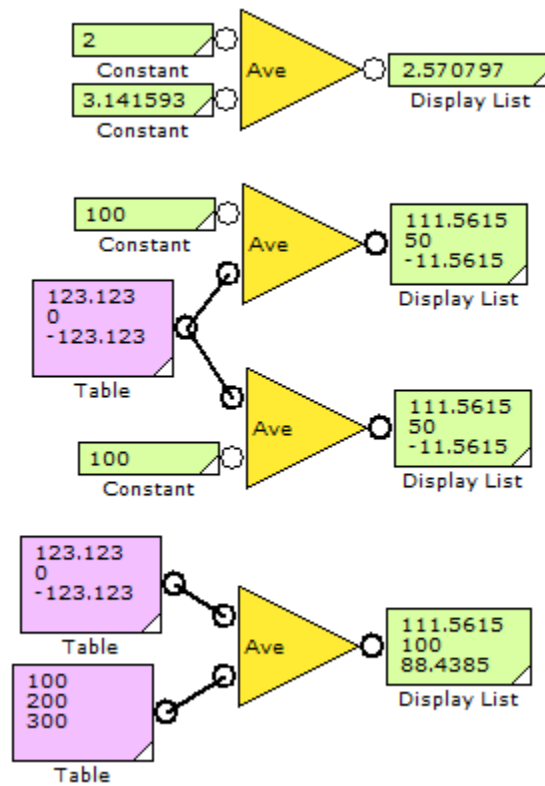 2
Constant
3.141593
Constant
Ave
2.570797
Display List
100
Constant
123.123
0
-123.123
Table
Ave
111.5615
50
-11.5615
Display List
Ave
100
Constant
111.5615
50
-11.5615
Display List
123.123
0
-123.123
Table
100
200
300
Table
Ave
111.5615
100
88.4385
Display List